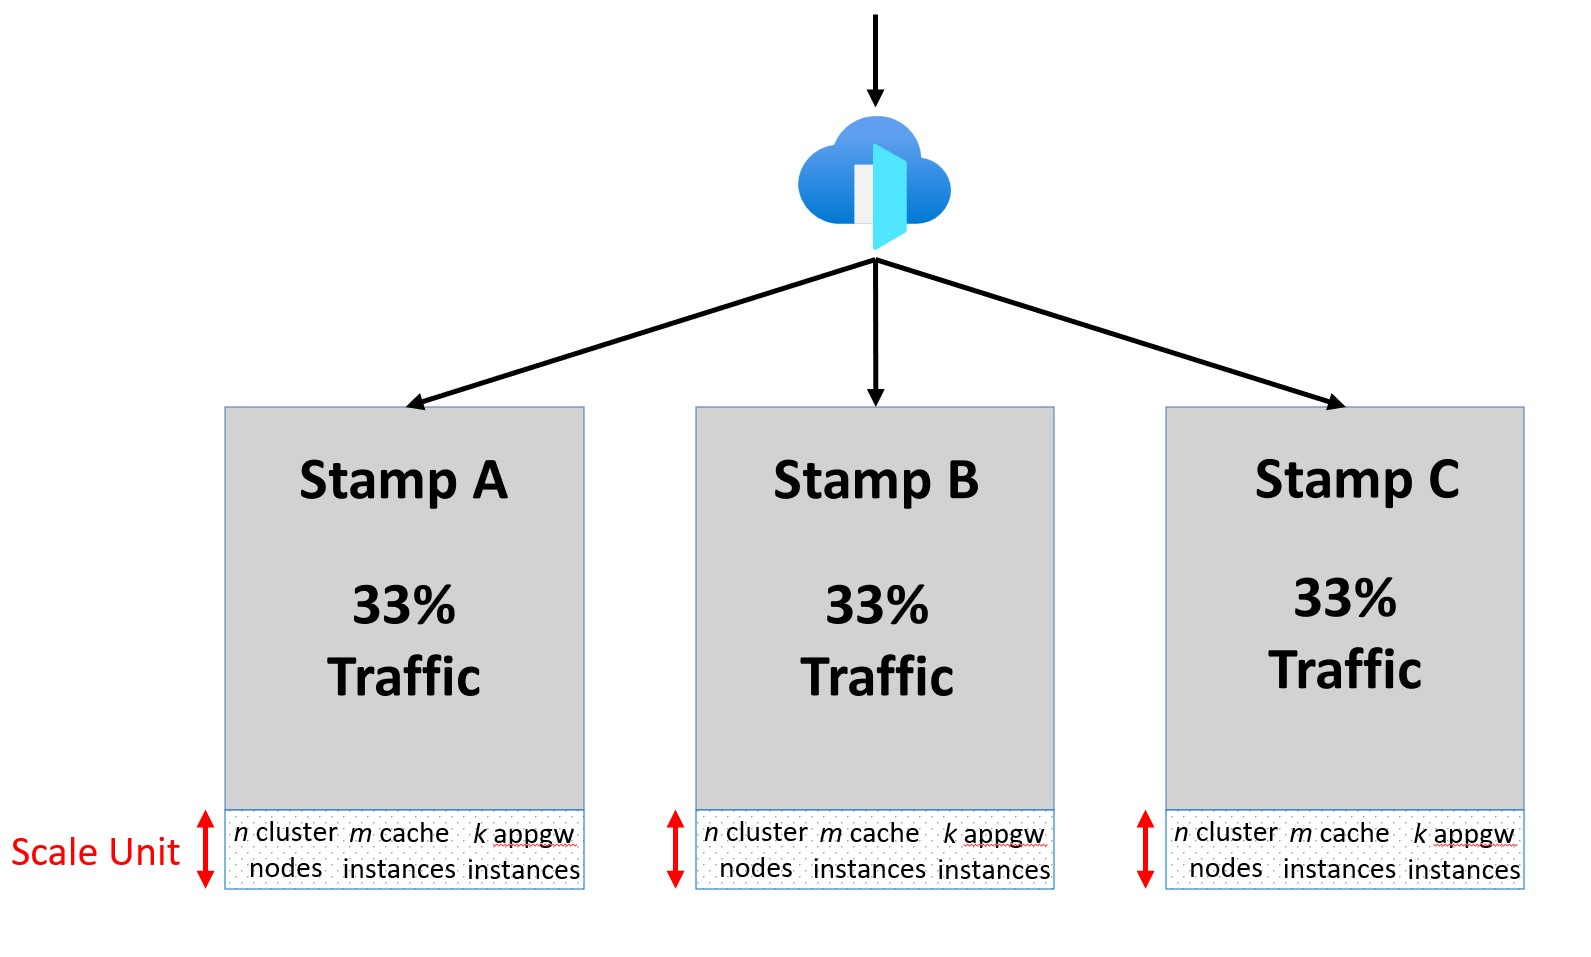 Stamp A
33%
Traffic
Stamp B
33%
Traffic
Stamp C
33%
Traffic
Scale Unit
n cluster
nodes
m cache
instances
k appgw
instances
n cluster
nodes
m cache
instances
k appgw
instances
n cluster
nodes
m cache
instances
k appgw
instances